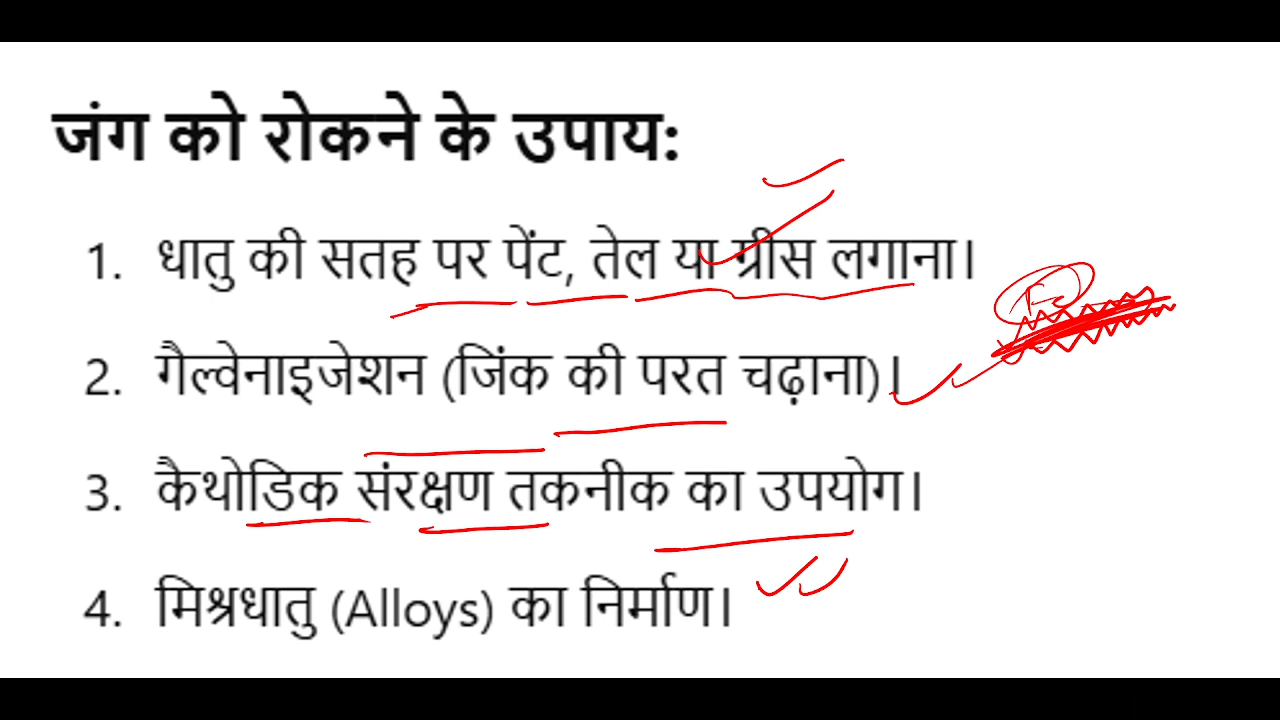 जंग को रोकने के उपाय:
1. धातु की सतह पर पेंट, तेल या ग्रीस लगाना।
2. गैल्वेनाइजेशन (जिंक की परत चढ़ाना)।
3. कैथोडिक संरक्षण तकनीक का उपयोग।
4. मिश्रधातु (Alloys) का निर्माण।